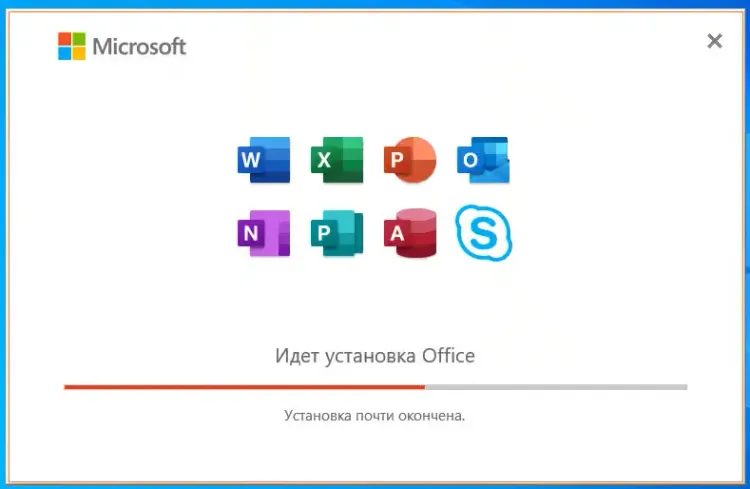 Microsoft
W X P O
N P A S
Идет установка Office
Установка почти окончена.